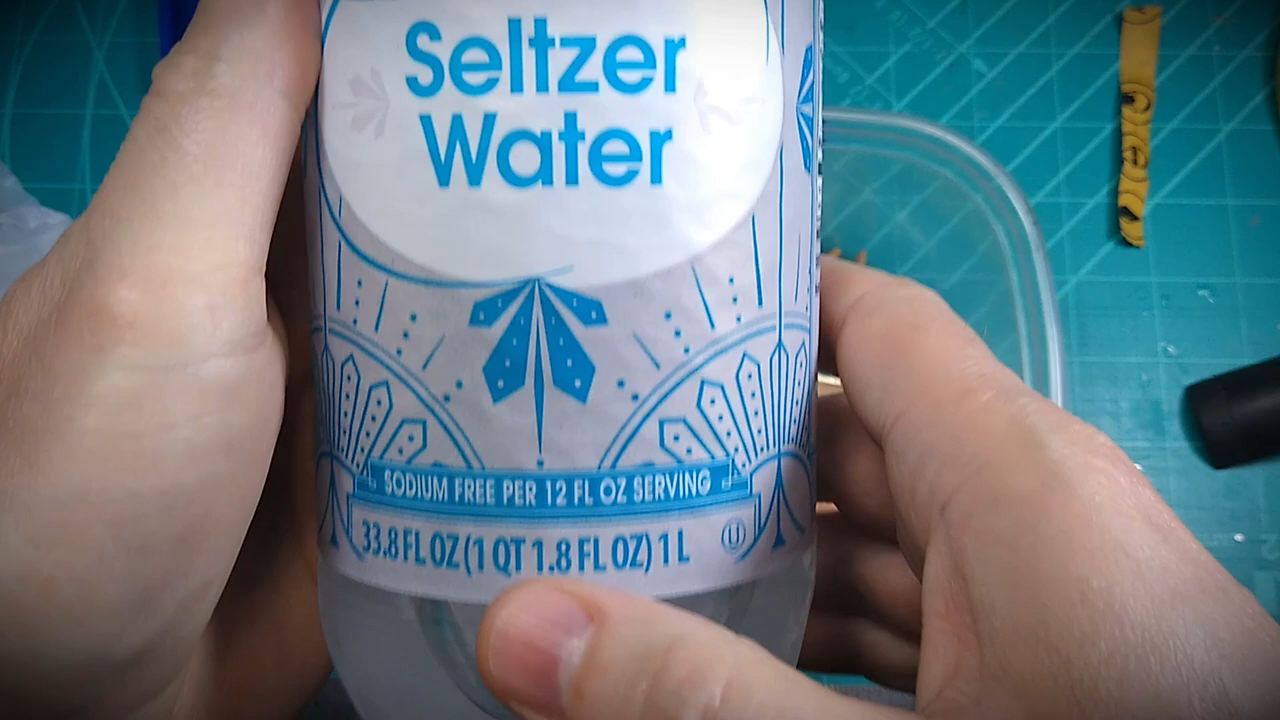 Seltzer
Water
SODIUM FREE PER 12 FL OZ SERVING
33.8 FL OZ (1 QT 1.8 FL OZ) 1 L
U